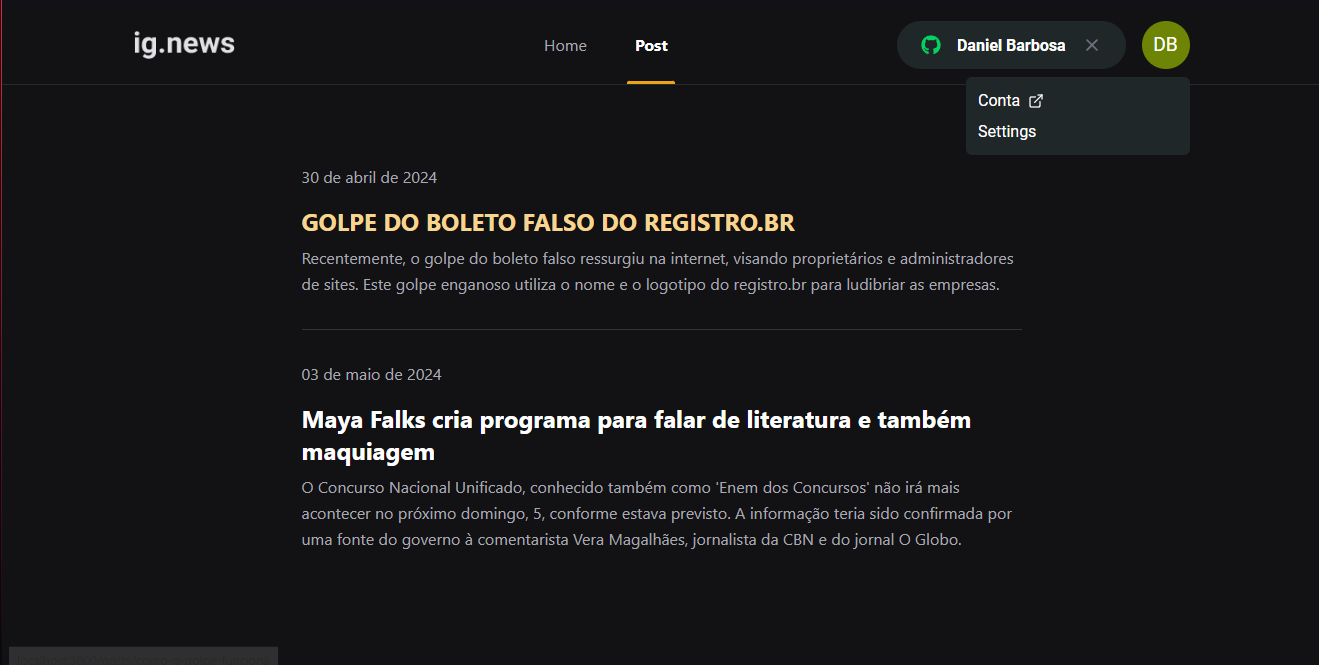 ig.news
Home
Post
Daniel Barbosa
DB
Conta
Settings
30 de abril de 2024
GOLPE DO BOLETO FALSO DO REGISTRO.BR
Recentemente, o golpe do boleto falso ressurgiu na internet, visando proprietários e administradores
de sites. Este golpe enganoso utiliza o nome e o logotipo do registro.br para ludibriar as empresas.
03 de maio de 2024
Maya Falks cria programa para falar de literatura e também
maquiagem
O Concurso Nacional Unificado, conhecido também como 'Enem dos Concursos' não irá mais
acontecer no próximo domingo, 5, conforme estava previsto. A informação teria sido confirmada por
uma fonte do governo à comentarista Vera Magalhães, jornalista da CBN e do jornal O Globo.